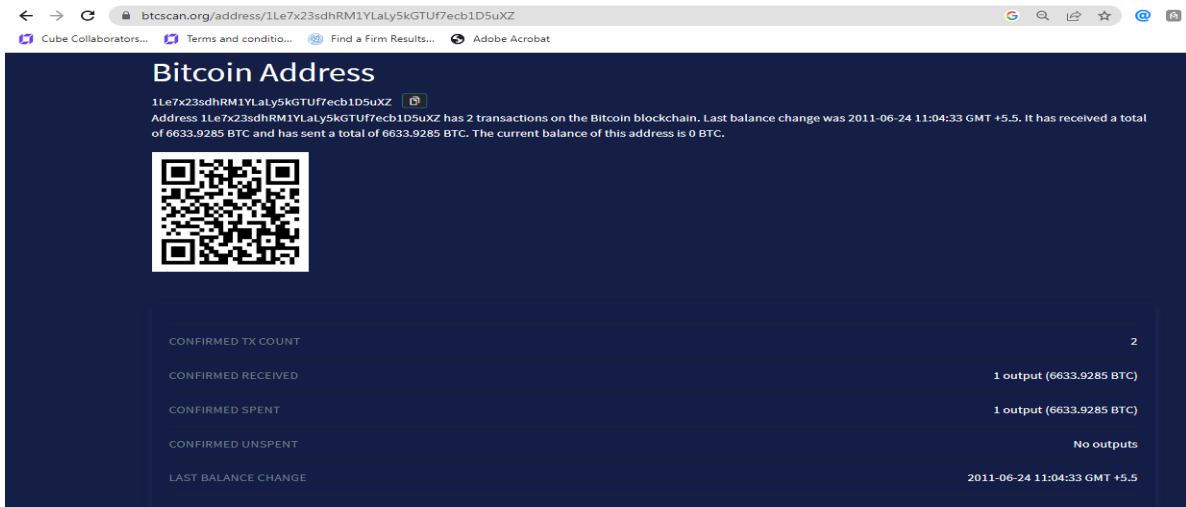 btcscan.org/address/1Le7x23sdhRM1YLaLy5kGTUf7ecb1D5uXZ
Cube Collaborators... Terms and conditio... Find a Firm Results... Adobe Acrobat
Bitcoin Address
1Le7x23sdhRM1YLaLy5kGTUf7ecb1D5uXZ
Address 1Le7x23sdhRM1YLaLy5kGTUf7ecb1D5uXZ has 2 transactions on the Bitcoin blockchain. Last balance change was 2011-06-24 11:04:33 GMT +5.5. It has received a total
of 6633.9285 BTC and has sent a total of 6633.9285 BTC. The current balance of this address is 0 BTC.
CONFIRMED TX COUNT 2
CONFIRMED RECEIVED 1 output (6633.9285 BTC)
CONFIRMED SPENT 1 output (6633.9285 BTC)
CONFIRMED UNSPENT No outputs
LAST BALANCE CHANGE 2011-06-24 11:04:33 GMT +5.5